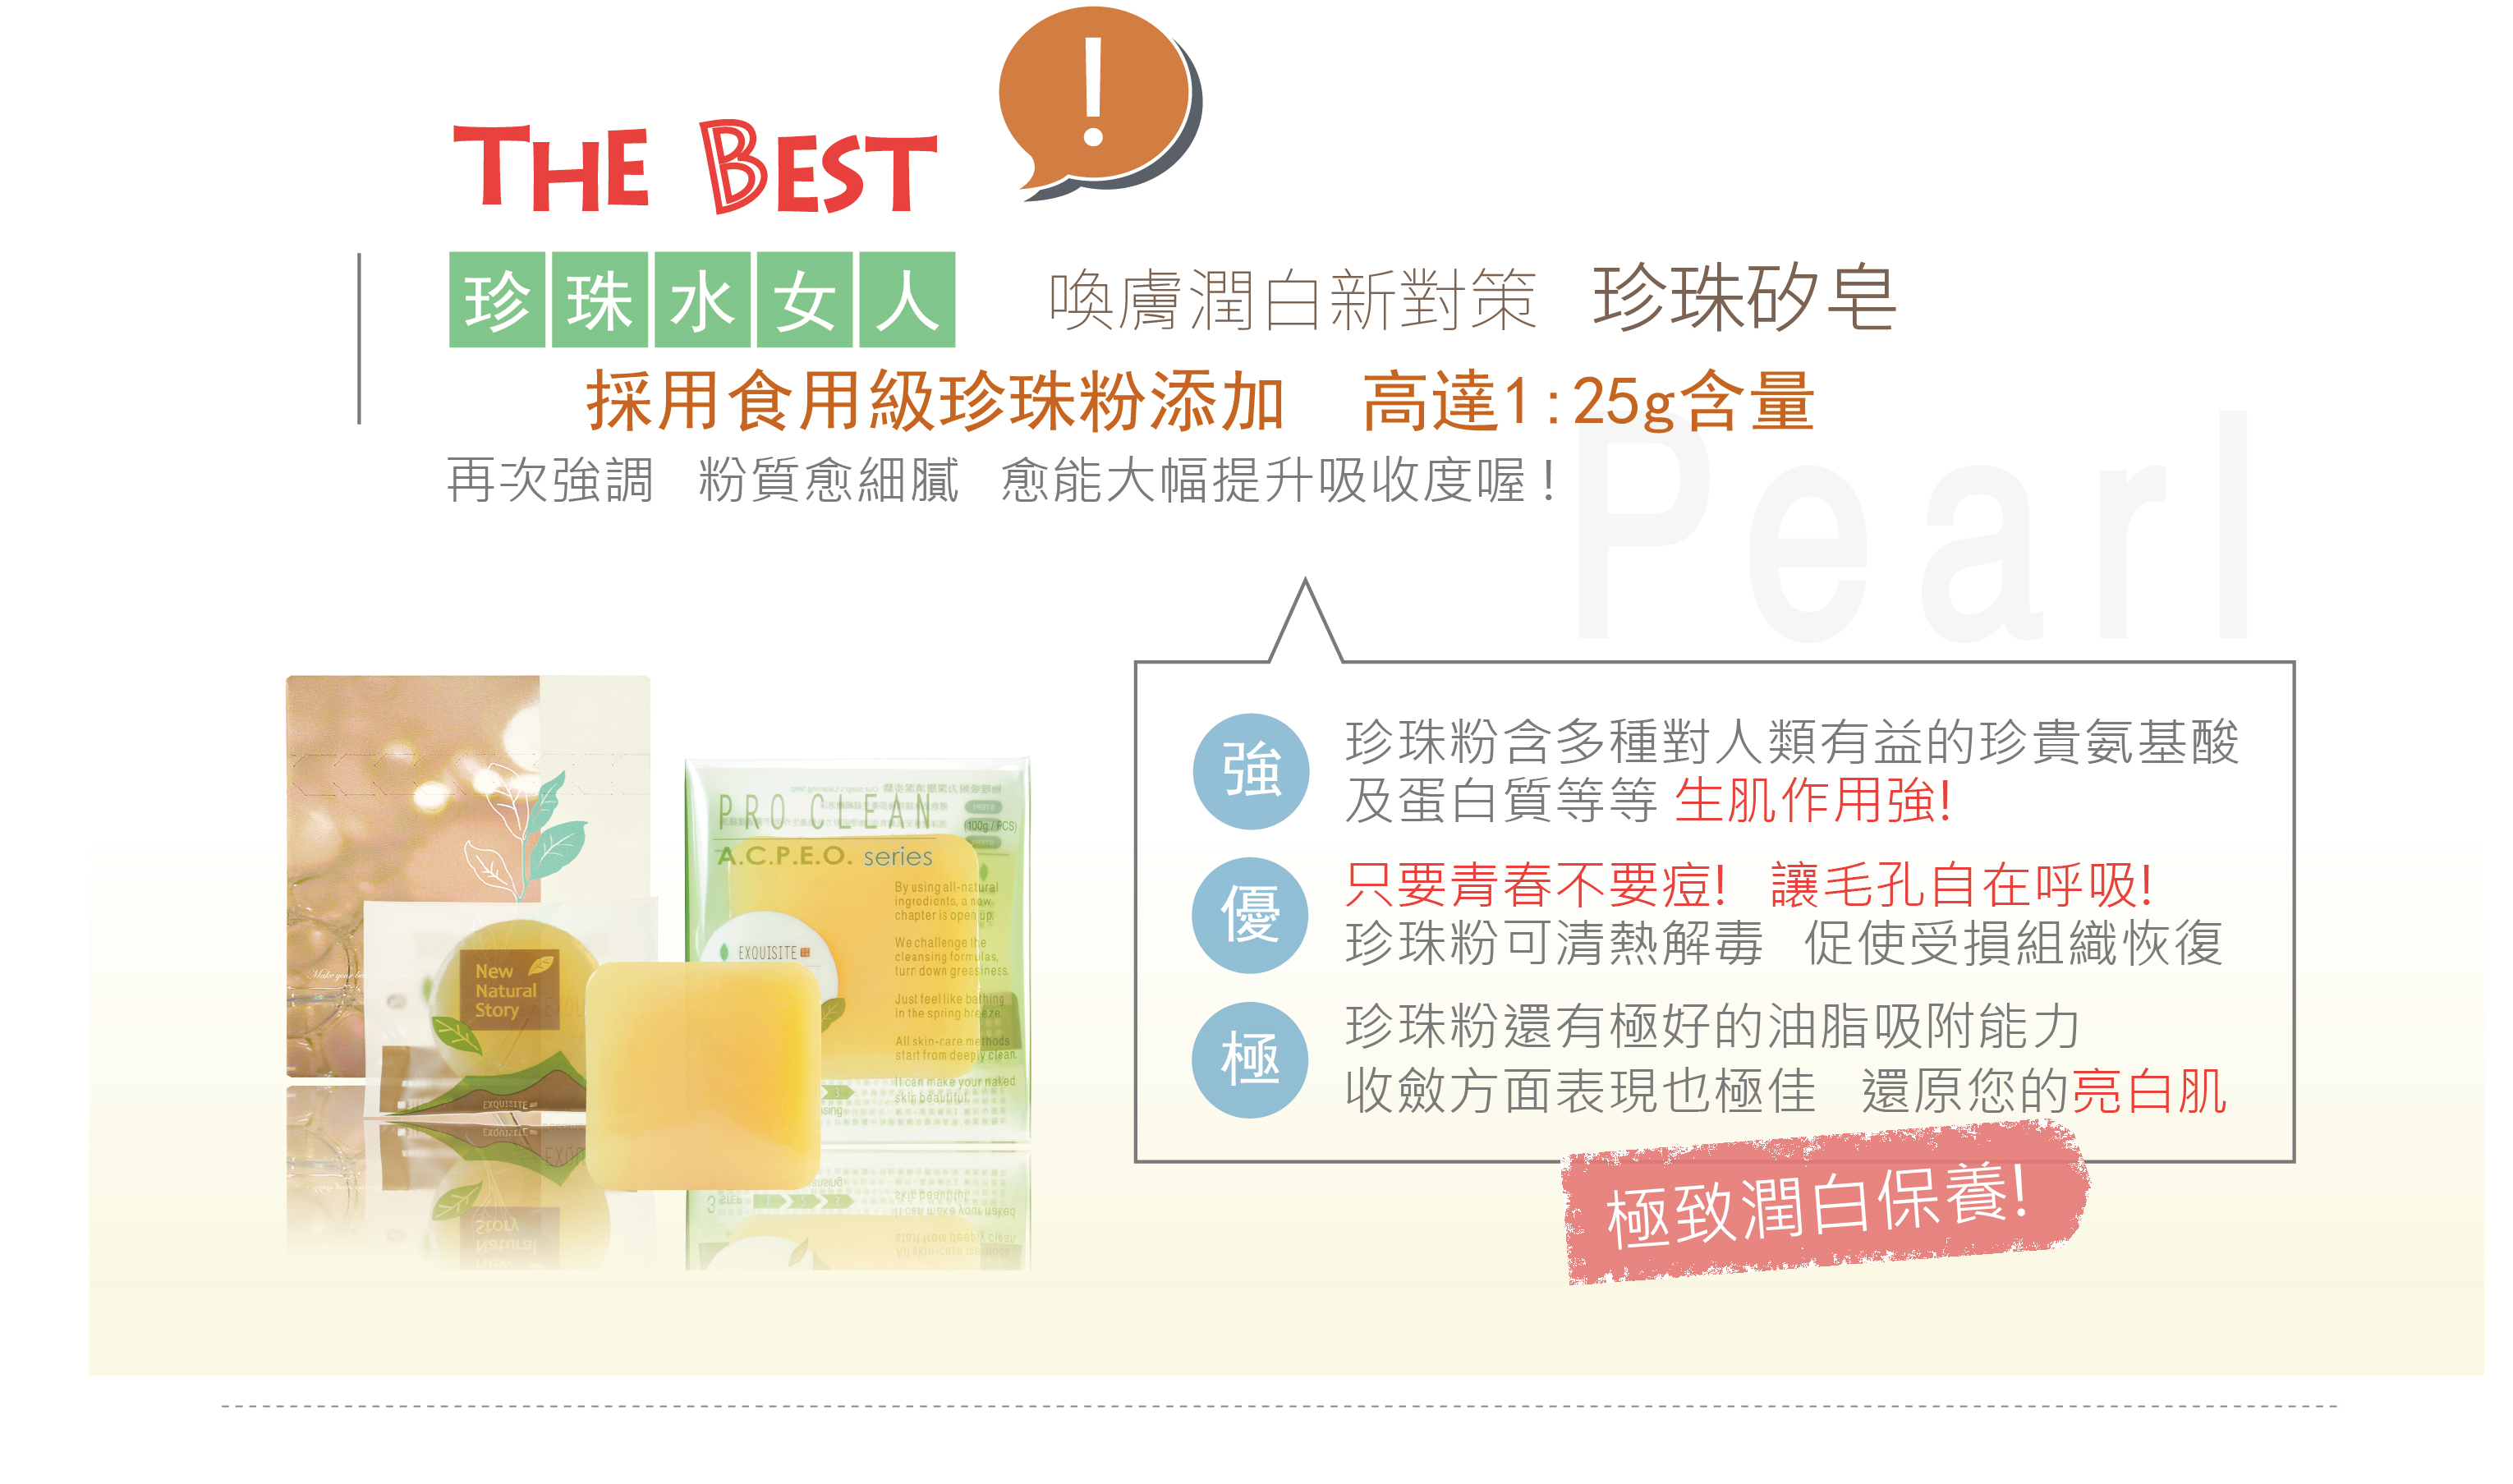 THE BEST
!
珍珠水女人 喚膚潤白新對策 珍珠矽皂
採用食用級珍珠粉添加 高達1:25g含量
再次強調 粉質愈細膩 愈能大幅提升吸收度喔!
Pearl
強
珍珠粉含多種對人類有益的珍貴氨基酸
及蛋白質等等 生肌作用強!
優
只要青春不要痘! 讓毛孔自在呼吸!
珍珠粉可清熱解毒 促使受損組織恢復
極
珍珠粉還有極好的油脂吸附能力
收斂方面表現也極佳 還原您的亮白肌
極致潤白保養!
PRO CLEAN
(100g/PCS)
A.C.P.E.O. series
By using all-natural
ingredients, a now
chapter is open up.
We challenge the
cleansing formulas,
turn down greasiness.
Just feel like bathing
in the spring breeze.
All skin-care methods
start from deeply clean.
It can make your naked
skin beautiful.
EXQUISITE
New
Natural
Story
EXQUISITE